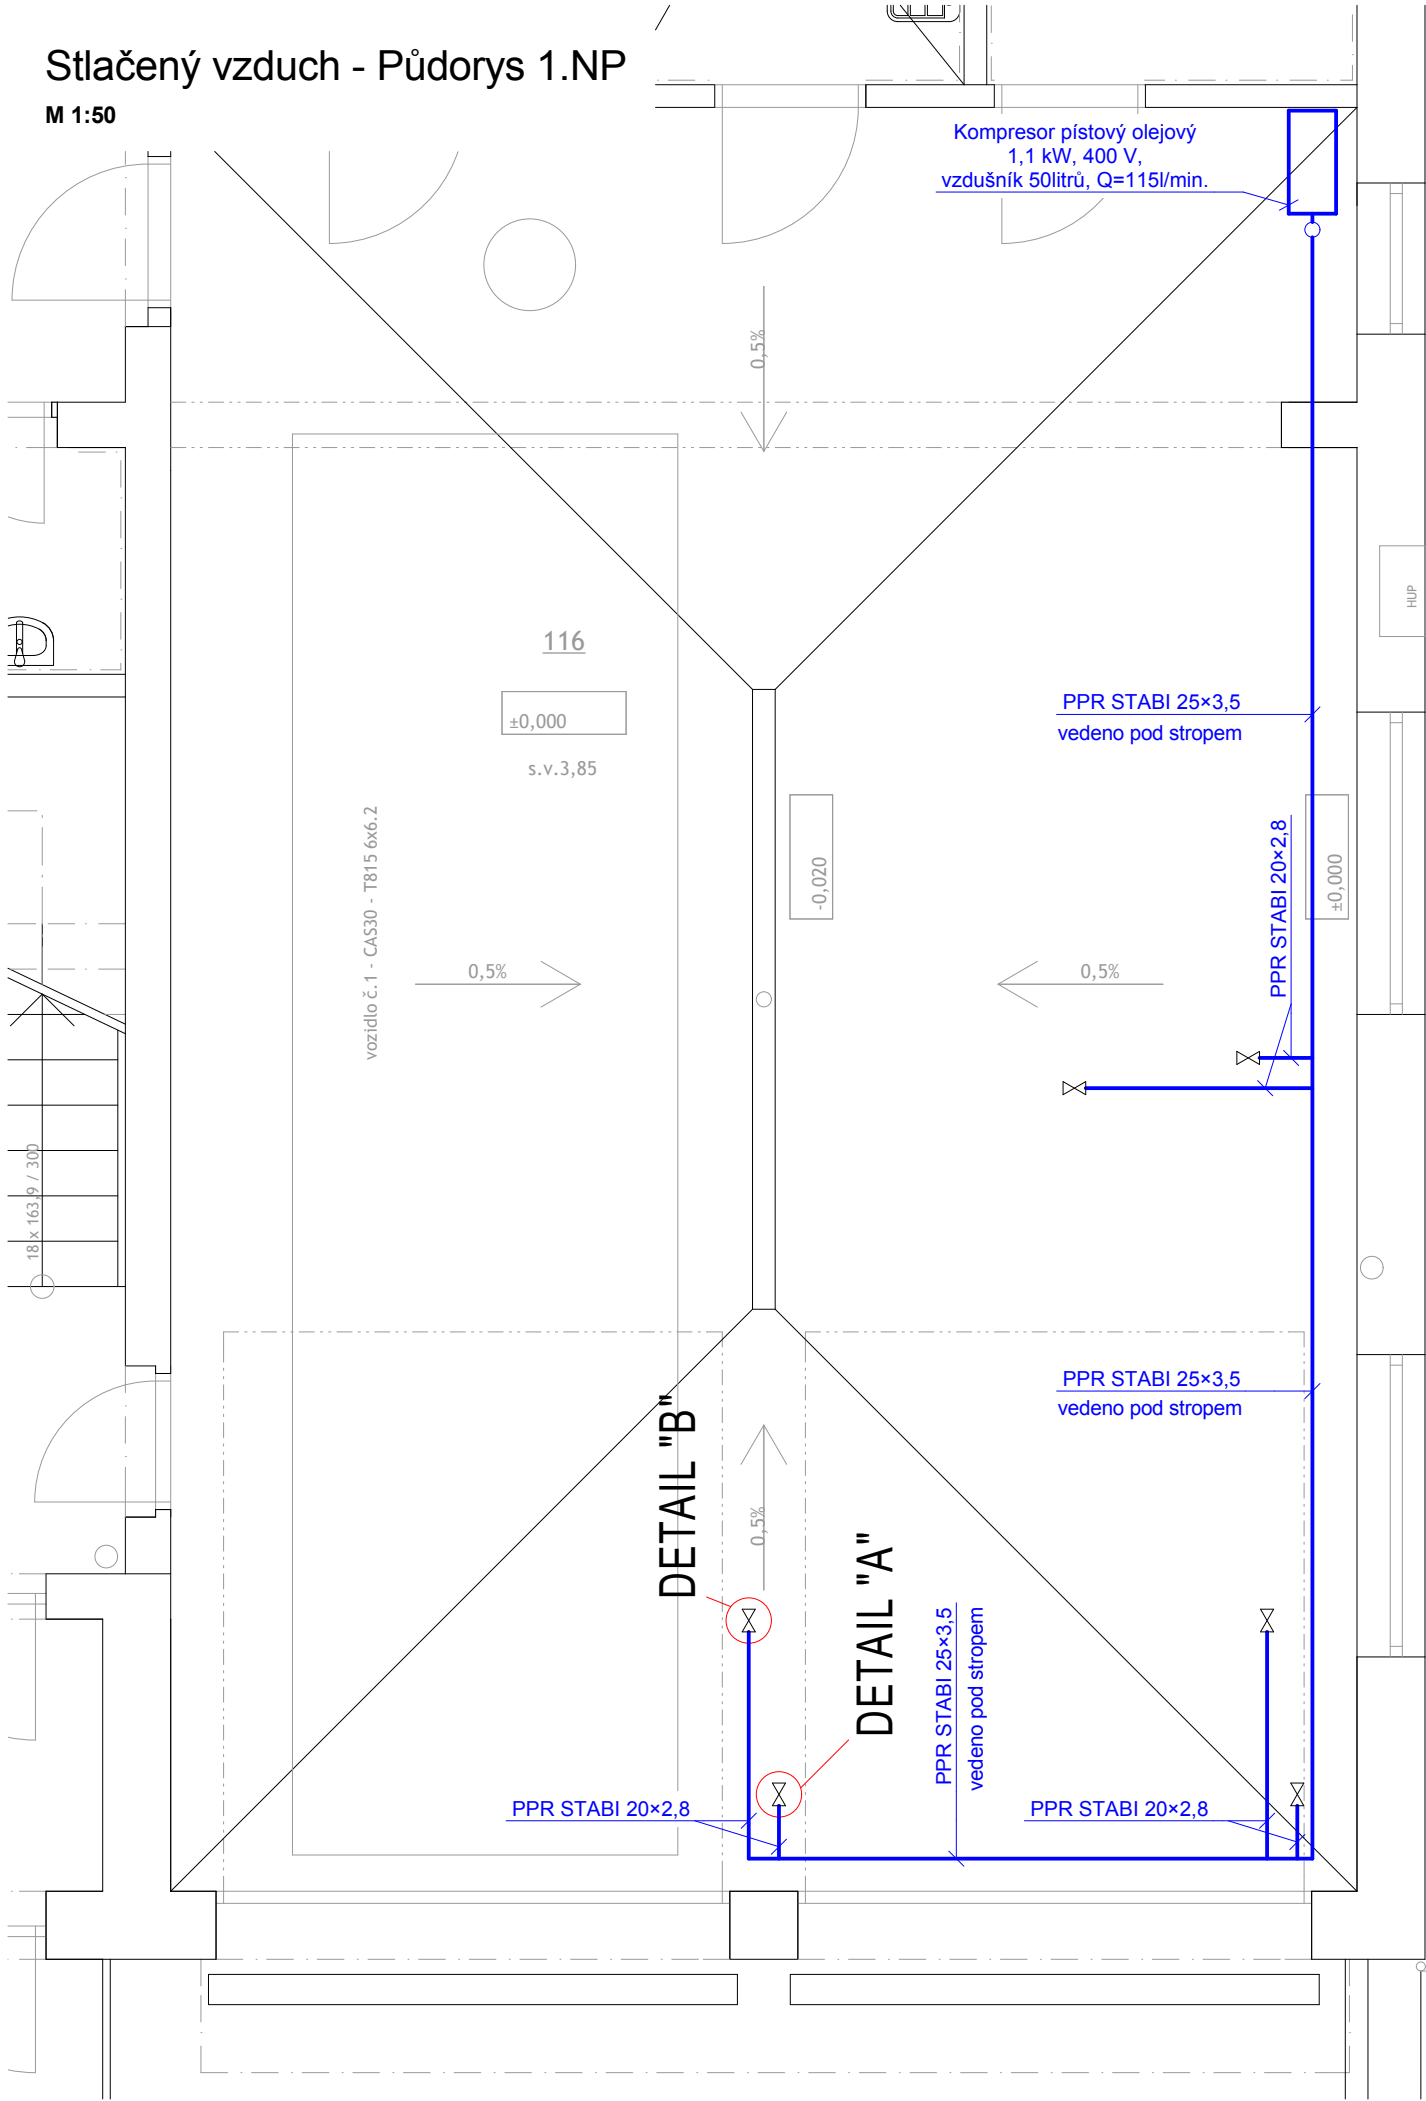 Stlačený vzduch - Půdorys 1.NP
M 1:50
Kompresor pístový olejový
1,1 kW, 400 V,
vzdušník 50litrů, Q=115l/min.
0,5%
HUP
116
±0,000
s.v.3,85
PPR STABI 25×3,5
vedeno pod stropem
vozidlo č.1 - CAS30 - T815 6x6.2
-0,020
PPR STABI 20×2,8
±0,000
0,5%
0,5%
18 x 163,9 / 300
PPR STABI 25×3,5
vedeno pod stropem
DETAIL "B"
0,5%
DETAIL "A"
PPR STABI 25×3,5
vedeno pod stropem
PPR STABI 20×2,8
PPR STABI 20×2,8